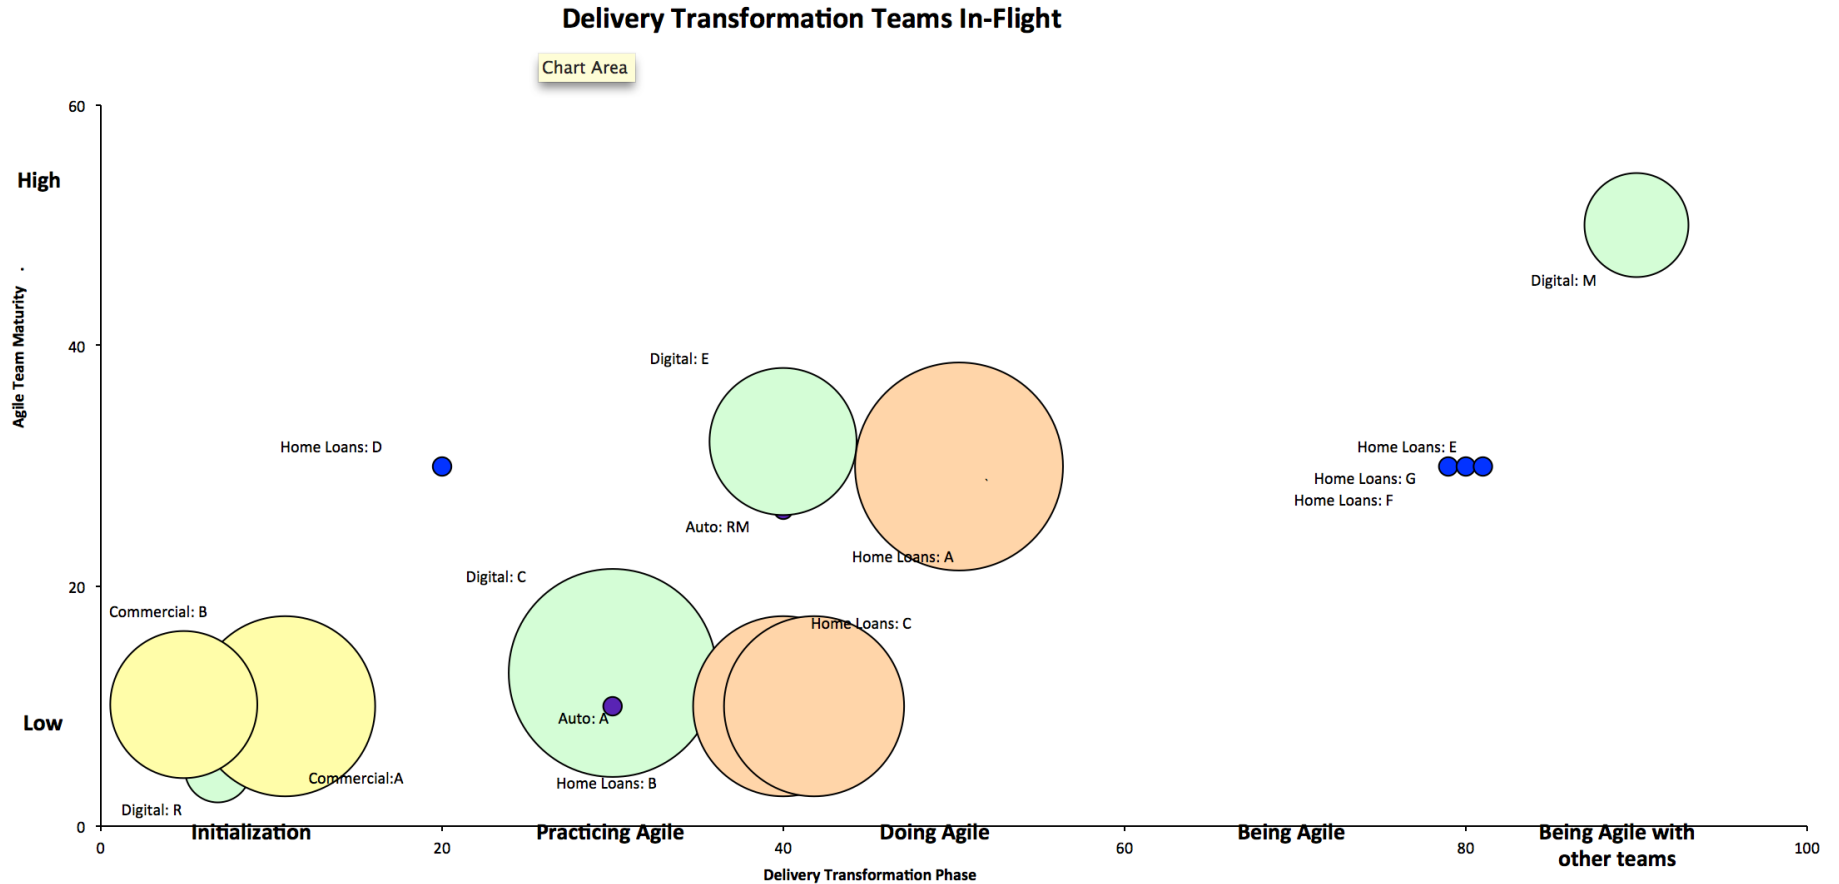 Delivery Transformation Teams In-Flight
Chart Area
60
High
Digital: M
Agile Team Maturity .
40
Digital: E
Home Loans: D
Home Loans: E
Home Loans: G
Home Loans: F
Auto: RM
Home Loans: A
Digital: C
20
Commercial: B
Home Loans: C
Low
Auto: A
Commercial:A
Home Loans: B
Digital: R
0
Initialization
Practicing Agile
Doing Agile
Being Agile
Being Agile with
other teams
0 20 40 60 80 100
Delivery Transformation Phase